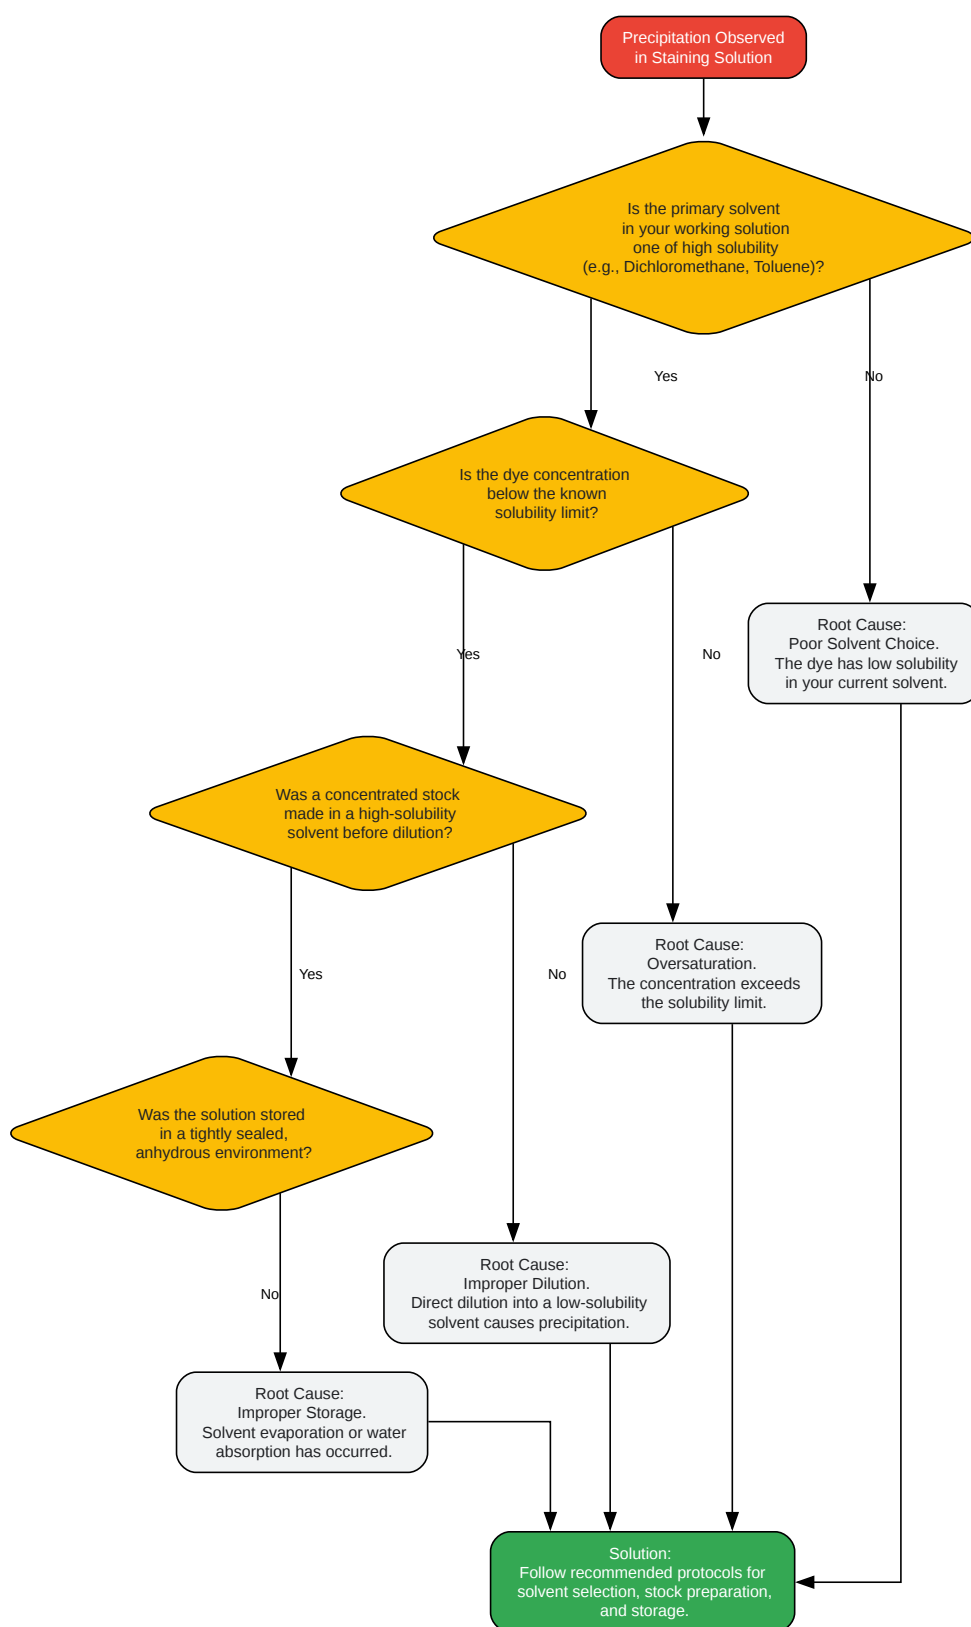 Precipitation Observed
in Staining Solution
Is the primary solvent
in your working solution
one of high solubility
(e.g., Dichloromethane, Toluene)?
Yes
No
Is the dye concentration
below the known
solubility limit?
Yes
No
Root Cause:
Poor Solvent Choice.
The dye has low solubility
in your current solvent.
Was a concentrated stock
made in a high-solubility
solvent before dilution?
Yes
No
Root Cause:
Oversaturation.
The concentration exceeds
the solubility limit.
Was the solution stored
in a tightly sealed,
anhydrous environment?
No
Root Cause:
Improper Dilution.
Direct dilution into a low-solubility
solvent causes precipitation.
Root Cause:
Improper Storage.
Solvent evaporation or water
absorption has occurred.
Solution:
Follow recommended protocols for
solvent selection, stock preparation,
and storage.